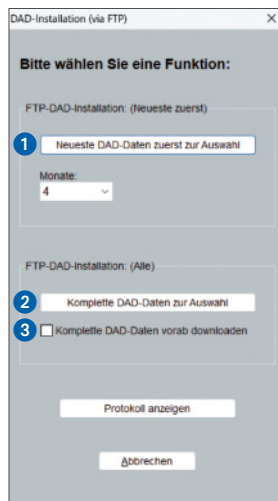 DAD-Installation (via FTP)
Bitte wählen Sie eine Funktion:
FTP-DAD-Installation: (Neueste zuerst)
1 Neueste DAD-Daten zuerst zur Auswahl
Monate:
4
FTP-DAD-Installation: (Alle)
2 Komplette DAD-Daten zur Auswahl
3 Komplette DAD-Daten vorab downloaden
Protokoll anzeigen
Abbrechen